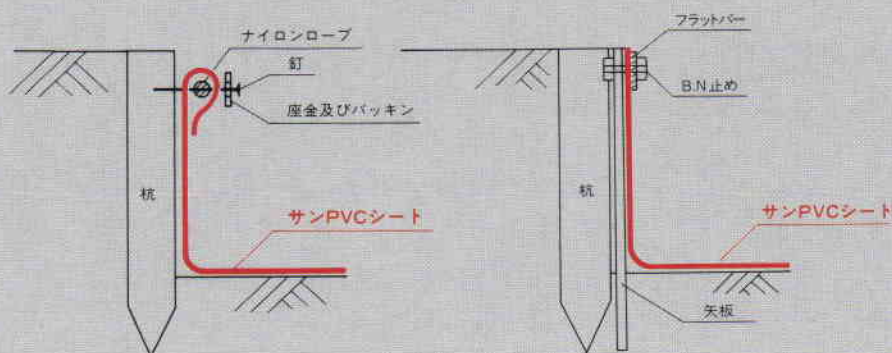 ナイロンロープ
釘
座金及びパッキン
杭
サンPVCシート
フラットバー
B.N止め
杭
サンPVCシート
矢板